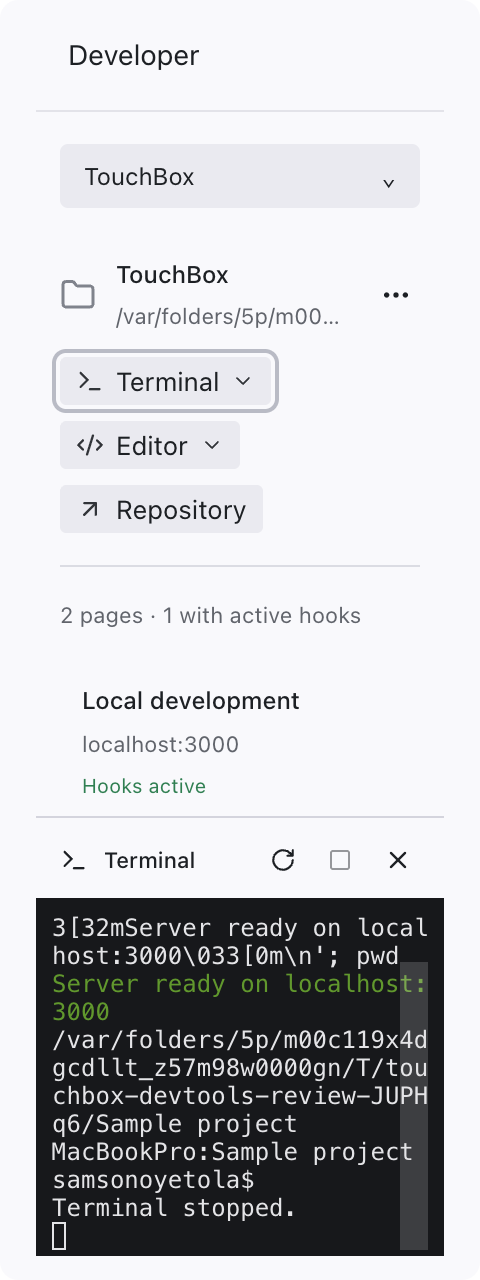 Developer
TouchBox
TouchBox
/var/folders/5p/m00...
Terminal
Editor
Repository
2 pages · 1 with active hooks
Local development
localhost:3000
Hooks active
Terminal
3[32mServer ready on local
host:3000\033[0m\n'; pwd
Server ready on localhost:
3000
/var/folders/5p/m00c119x4d
gcdllt_z57m98w0000gn/T/tou
chbox-devtools-review-JUPH
q6/Sample project
MacBookPro:Sample project
samsonoyetola$
Terminal stopped.